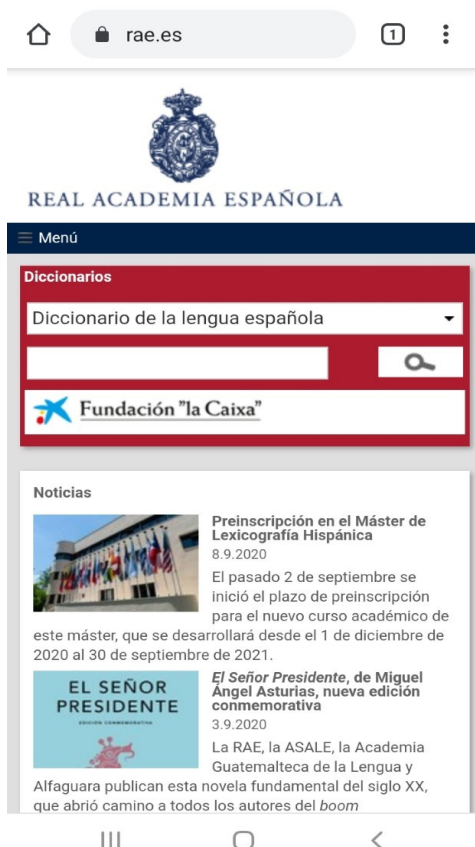 rae.es
1
REAL ACADEMIA ESPAÑOLA
Menú
Diccionarios
Diccionario de la lengua española
Fundación "la Caixa"
Noticias
Preinscripción en el Máster de
Lexicografía Hispánica
8.9.2020
El pasado 2 de septiembre se
inició el plazo de preinscripción
para el nuevo curso académico de
este máster, que se desarrollará desde el 1 de diciembre de
2020 al 30 de septiembre de 2021.
EL SEÑOR
PRESIDENTE
EDICIÓN CONMEMORATIVA
El Señor Presidente, de Miguel
Ángel Asturias, nueva edición
conmemorativa
3.9.2020
La RAE, la ASALE, la Academia
Guatemalteca de la Lengua y
Alfaguara publican esta novela fundamental del siglo XX,
que abrió camino a todos los autores del boom